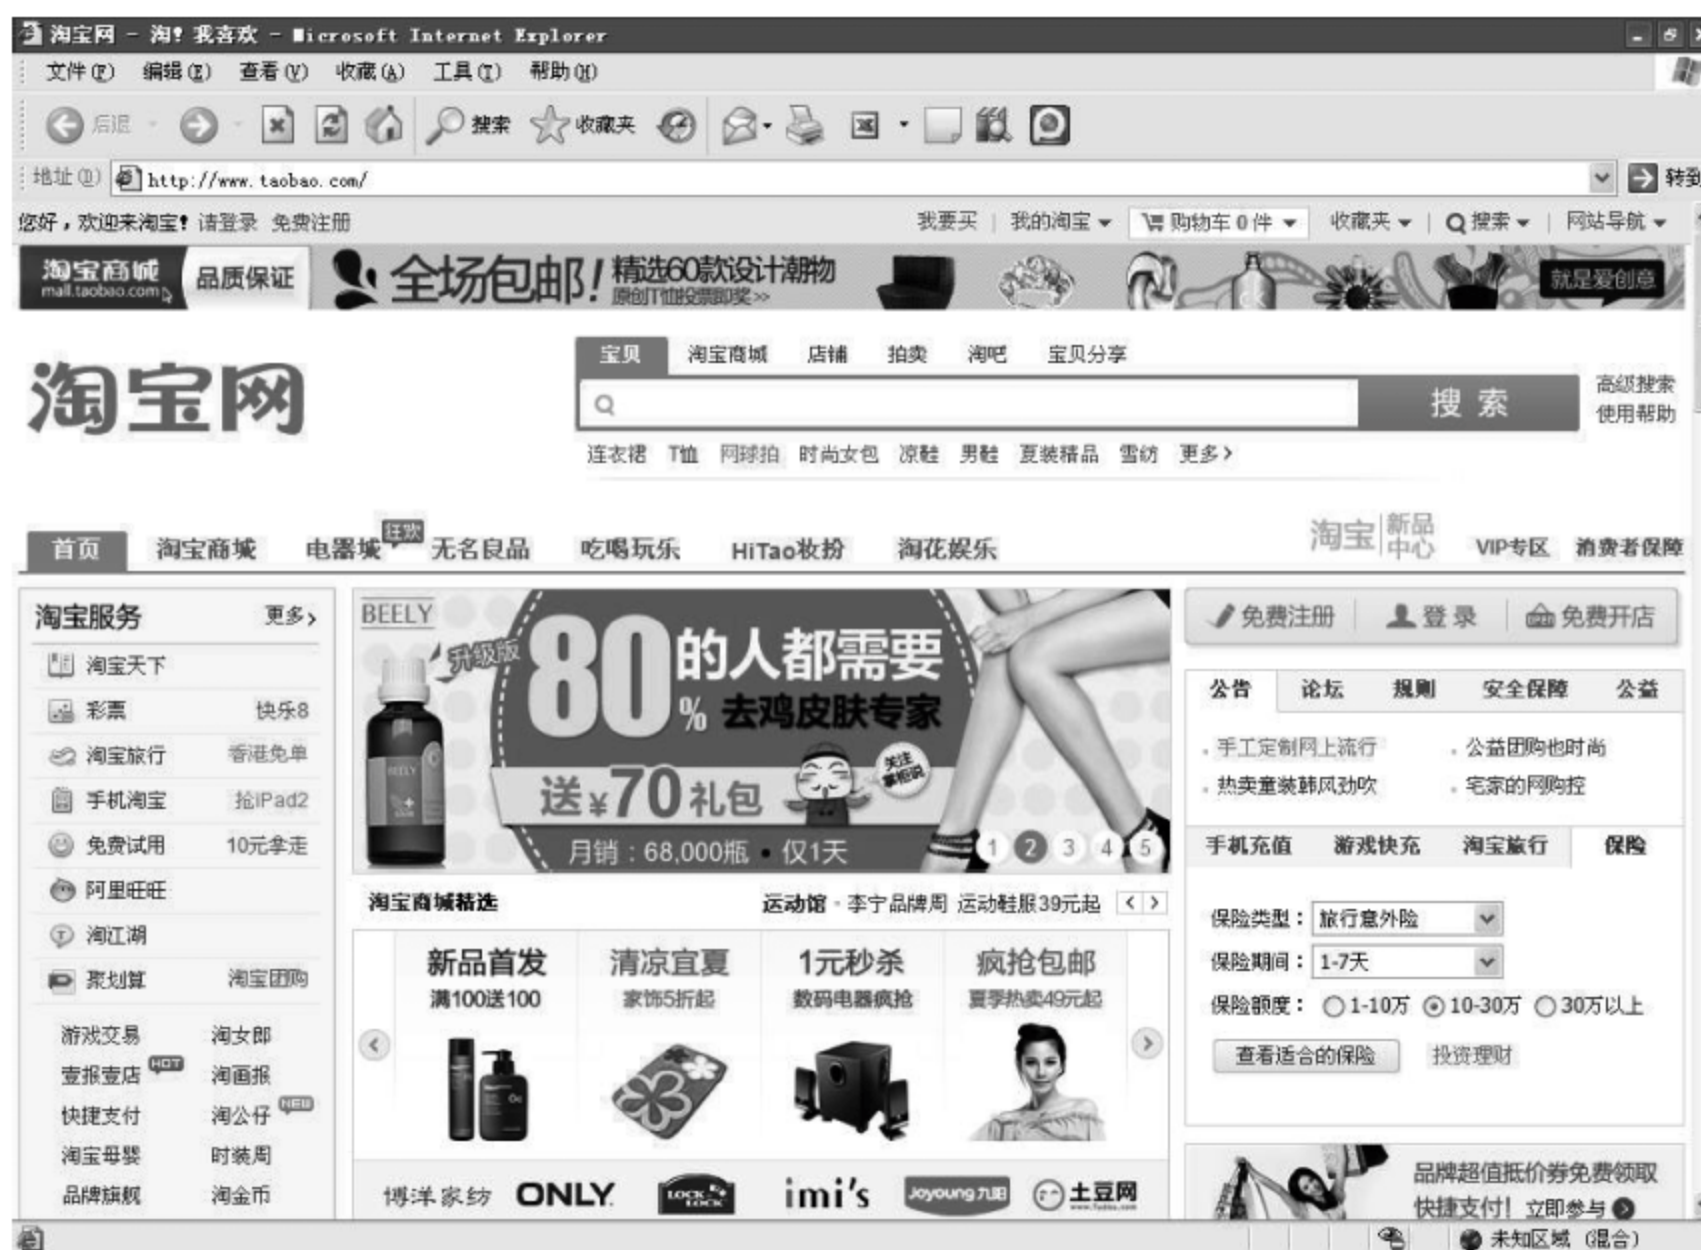 淘宝网 - 淘! 我喜欢 - Microsoft Internet Explorer
文件(F) 编辑(E) 查看(V) 收藏(A) 工具(T) 帮助(H)
后退 搜索 收藏夹
地址(D) http://www.taobao.com/ 转到
您好，欢迎来淘宝! 请登录 免费注册 我要买 | 我的淘宝 购物车 0 件 收藏夹 | 搜索 | 网站导航
淘宝商城 mall.taobao.com 品质保证 全场包邮! 精选60款设计潮物 原创T恤投票即奖>> 就是爱创意
宝贝 淘宝商城 店铺 拍卖 淘吧 宝贝分享
淘宝网 搜索 高级搜索
使用帮助
连衣裙 T恤 网球拍 时尚女包 凉鞋 男鞋 夏装精品 雪纺 更多>
首页 淘宝商城 电器城 狂欢 无名良品 吃喝玩乐 HiTao妆扮 淘花娱乐 淘宝 新品中心 VIP专区 消费者保障
淘宝服务 更多>
淘宝天下
彩票 快乐8
淘宝旅行 香港免单
手机淘宝 抢iPad2
免费试用 10元拿走
阿里旺旺
淘江湖
聚划算 淘宝团购
游戏交易 淘女郎
壹报壹店 HOT 淘画报
快捷支付 淘公仔 NEW
淘宝母婴 时装周
品牌旗舰 淘金币
BEELY
升级版 80% 的人都需要
去鸡皮肤专家
BEELY
送¥70礼包 关注掌柜说
月销：68,000瓶 • 仅1天 1 2 3 4 5
淘宝商城精选 运动馆 · 李宁品牌周 运动鞋服39元起 < >
新品首发 清凉宜夏 1元秒杀 疯抢包邮
满100送100 家饰5折起 数码电器疯抢 夏季热卖49元起
博洋家纺 ONLY. LOCK LOCK imi's Joyoung九阳 土豆网 www.Tudou.com
免费注册 登录 免费开店
公告 论坛 规则 安全保障 公益
手工定制网上流行 公益团购也时尚
热卖童装韩风劲吹 宅家的网购控
手机充值 游戏快充 淘宝旅行 保险
保险类型：旅行意外险
保险期间：1-7天
保险额度：1-10万 10-30万 30万以上
查看适合的保险 投资理财
品牌超值抵价券免费领取
快捷支付! 立即参与
未知区域 (混合)